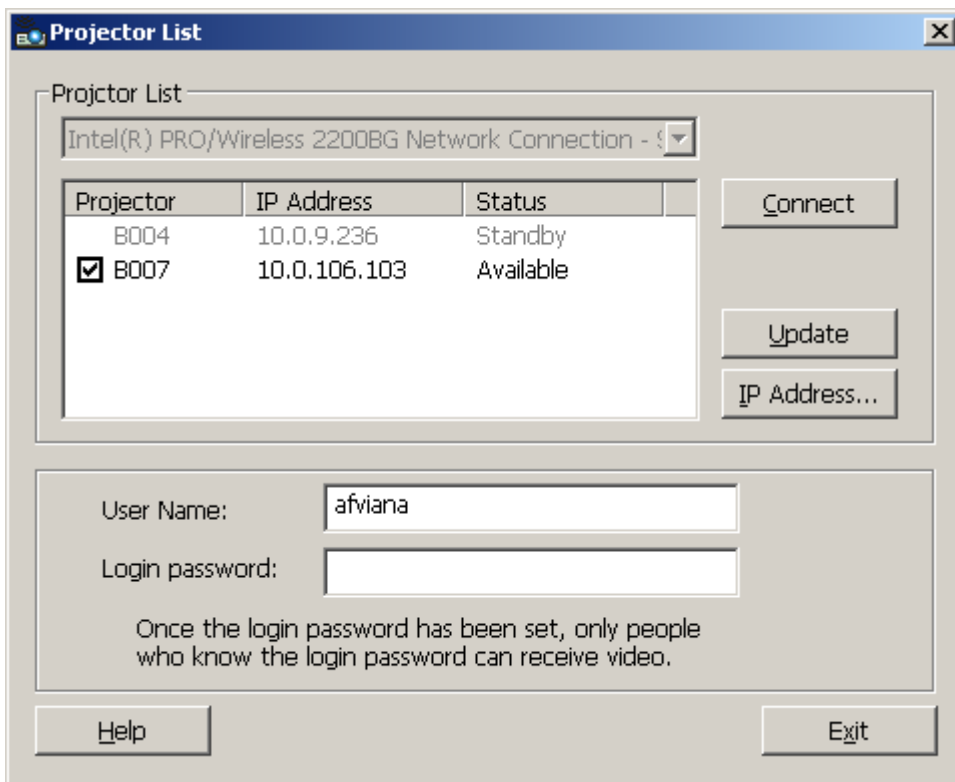 Projector List
Projctor List
Intel(R) PRO/Wireless 2200BG Network Connection -
Projector IP Address Status
B004 10.0.9.236 Standby
B007 10.0.106.103 Available
Connect
Update
IP Address...
User Name: afviana
Login password:
Once the login password has been set, only people
who know the login password can receive video.
Help Exit